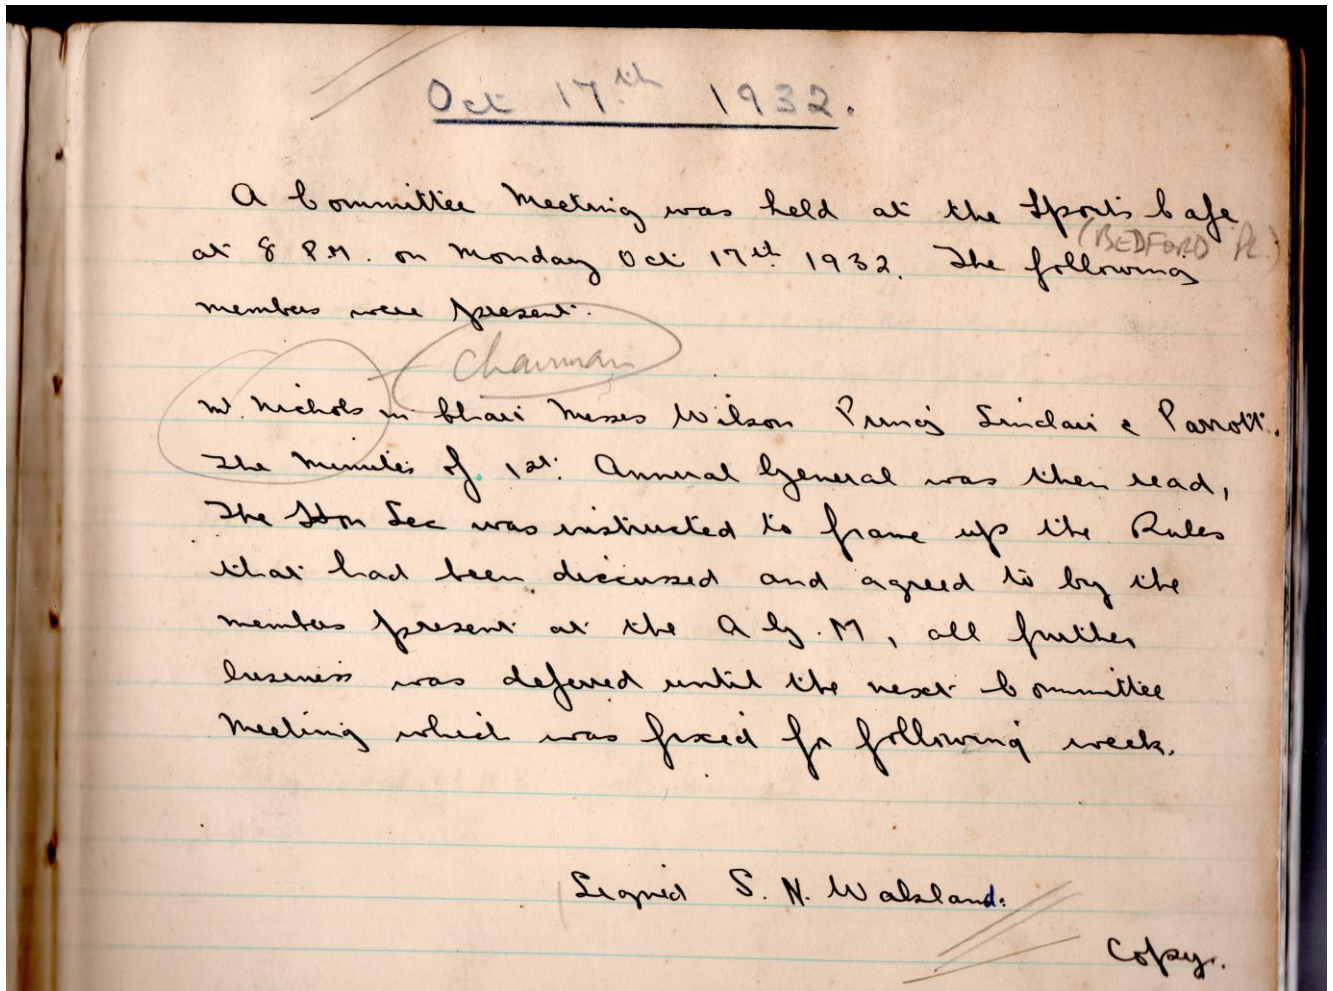 Oct 17th 1932.
A Committee Meeting was held at the Sports Cafe
(BEDFORD Pl.)
at 8 P.M. on Monday Oct 17th 1932. The following
members were present.
Chairman
Mr. Nichols in Chair Messes Wilson Sinclair & Parrott.
The Minutes of 1st. Annual General was then read,
The Hon Sec was instructed to frame up the Rules
that had been discussed and agreed to by the
members present at the A G. M, all further
business was deferred until the next Committee
Meeting which was fixed for following week.
Signed S. N. Walsland.
Copy.